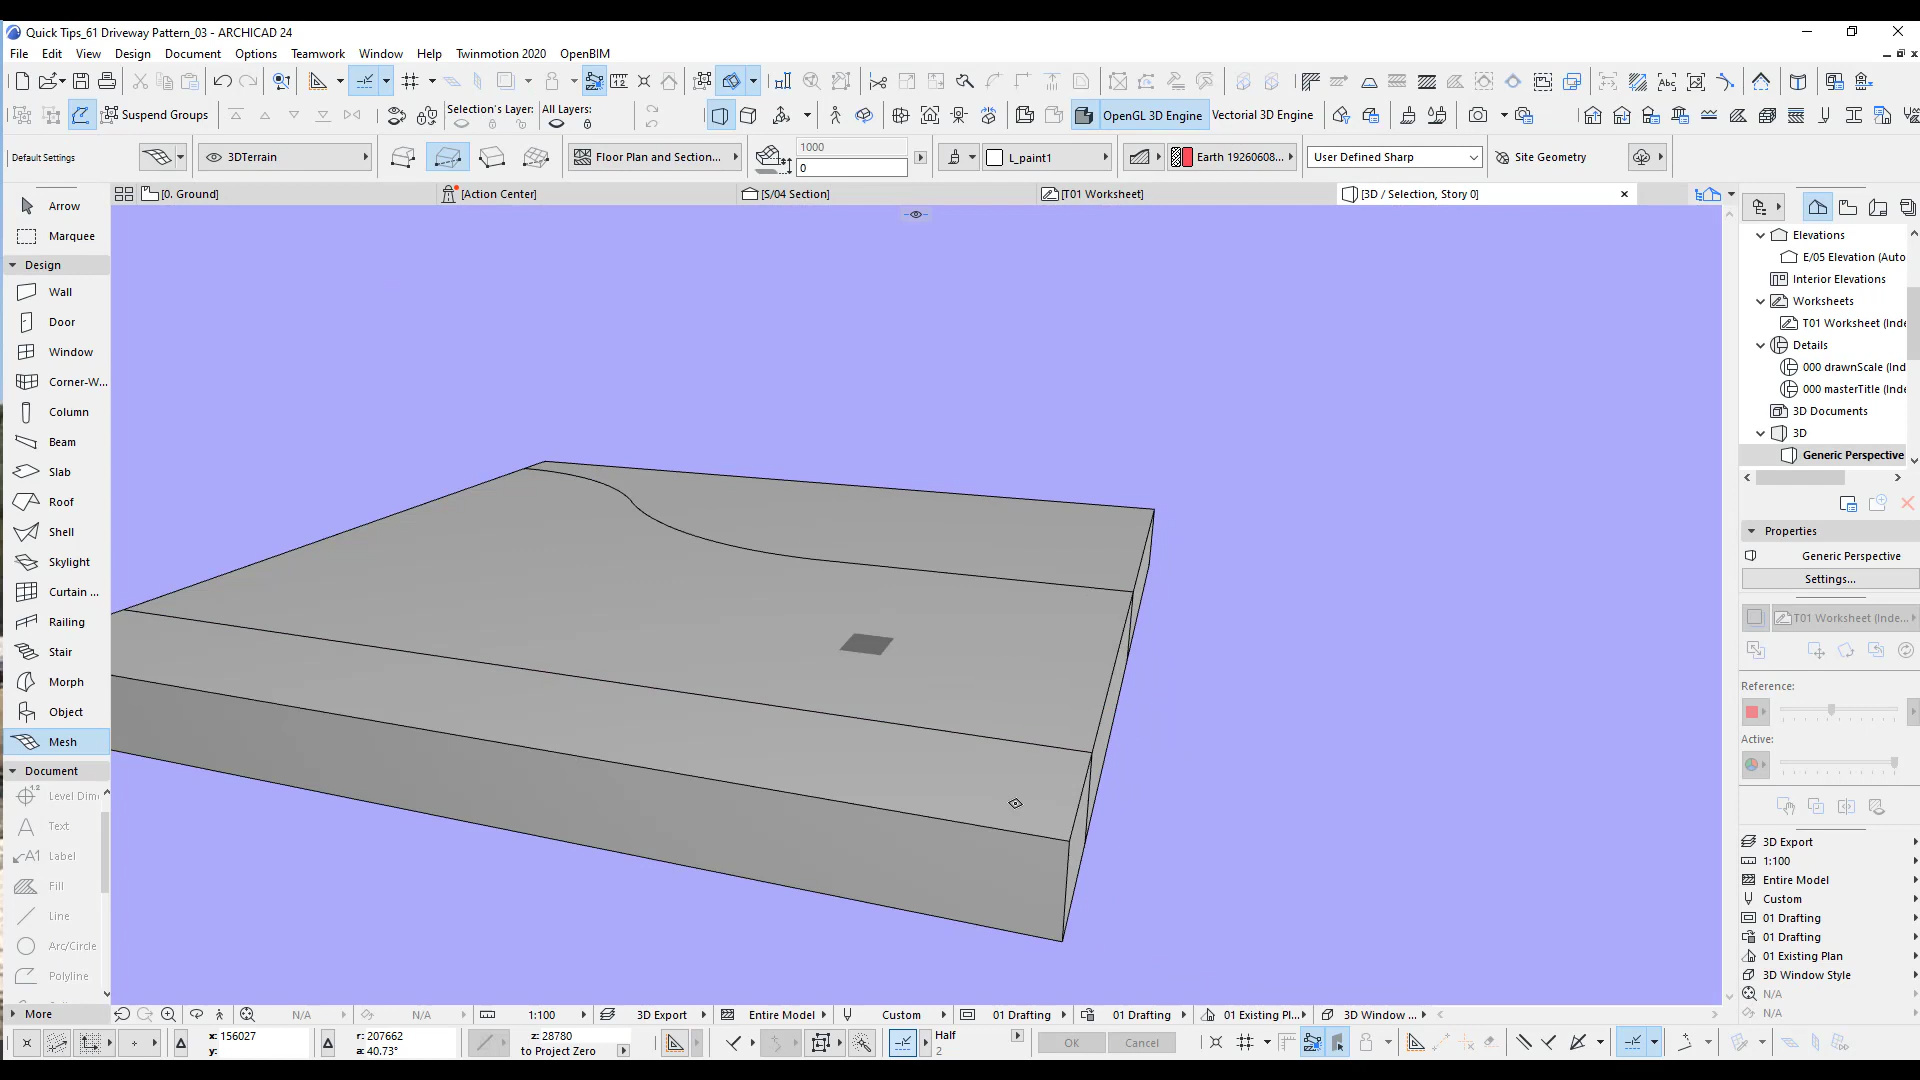 Quick Tips_61 Driveway Pattern_03 - ARCHICAD 24
File Edit View Design Document Options Teamwork Window Help Twinmotion 2020 OpenBIM
Suspend Groups
Selection's Layer:
All Layers:
OpenGL 3D Engine
Vectorial 3D Engine
Default Settings
3DTerrain
Floor Plan and Section...
1000
0
L_paint1
Earth 19260608...
User Defined Sharp
Site Geometry
[0. Ground]
[Action Center]
[S/04 Section]
[T01 Worksheet]
[3D / Selection, Story 0]
Arrow
Marquee
Design
Wall
Door
Window
Corner-W...
Column
Beam
Slab
Roof
Shell
Skylight
Curtain ...
Railing
Stair
Morph
Object
Mesh
Document
Level Dim
Text
Label
Fill
Line
Arc/Circle
Polyline
More
Elevations
E/05 Elevation (Auto
Interior Elevations
Worksheets
T01 Worksheet (Inde
Details
000 drawnScale (Ind
000 masterTitle (Inde
3D Documents
3D
Generic Perspective
Properties
Generic Perspective
Settings...
T01 Worksheet (Inde...
Reference:
Active:
3D Export
1:100
Entire Model
Custom
01 Drafting
01 Drafting
01 Existing Plan
3D Window Style
N/A
N/A
N/A
N/A
1:100
3D Export
Entire Model
Custom
01 Drafting
01 Drafting
01 Existing Pl...
3D Window ...
x: 156027
y:
r: 207662
a: 40.73°
z: 28780
to Project Zero
Half
2
OK
Cancel